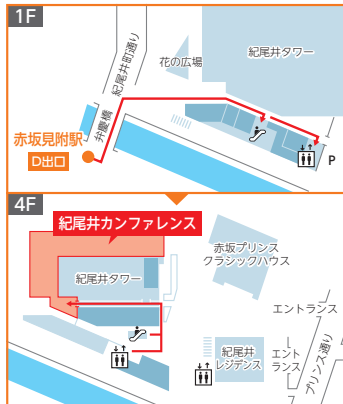 1F
紀尾井町通り
花の広場
紀尾井タワー
弁慶橋
赤坂見附駅
D出口
P
4F
紀尾井カンファレンス
紀尾井タワー
赤坂プリンス
クラシックハウス
エントランス
紀尾井
レジデンス
エント
ランス
プリンス通り